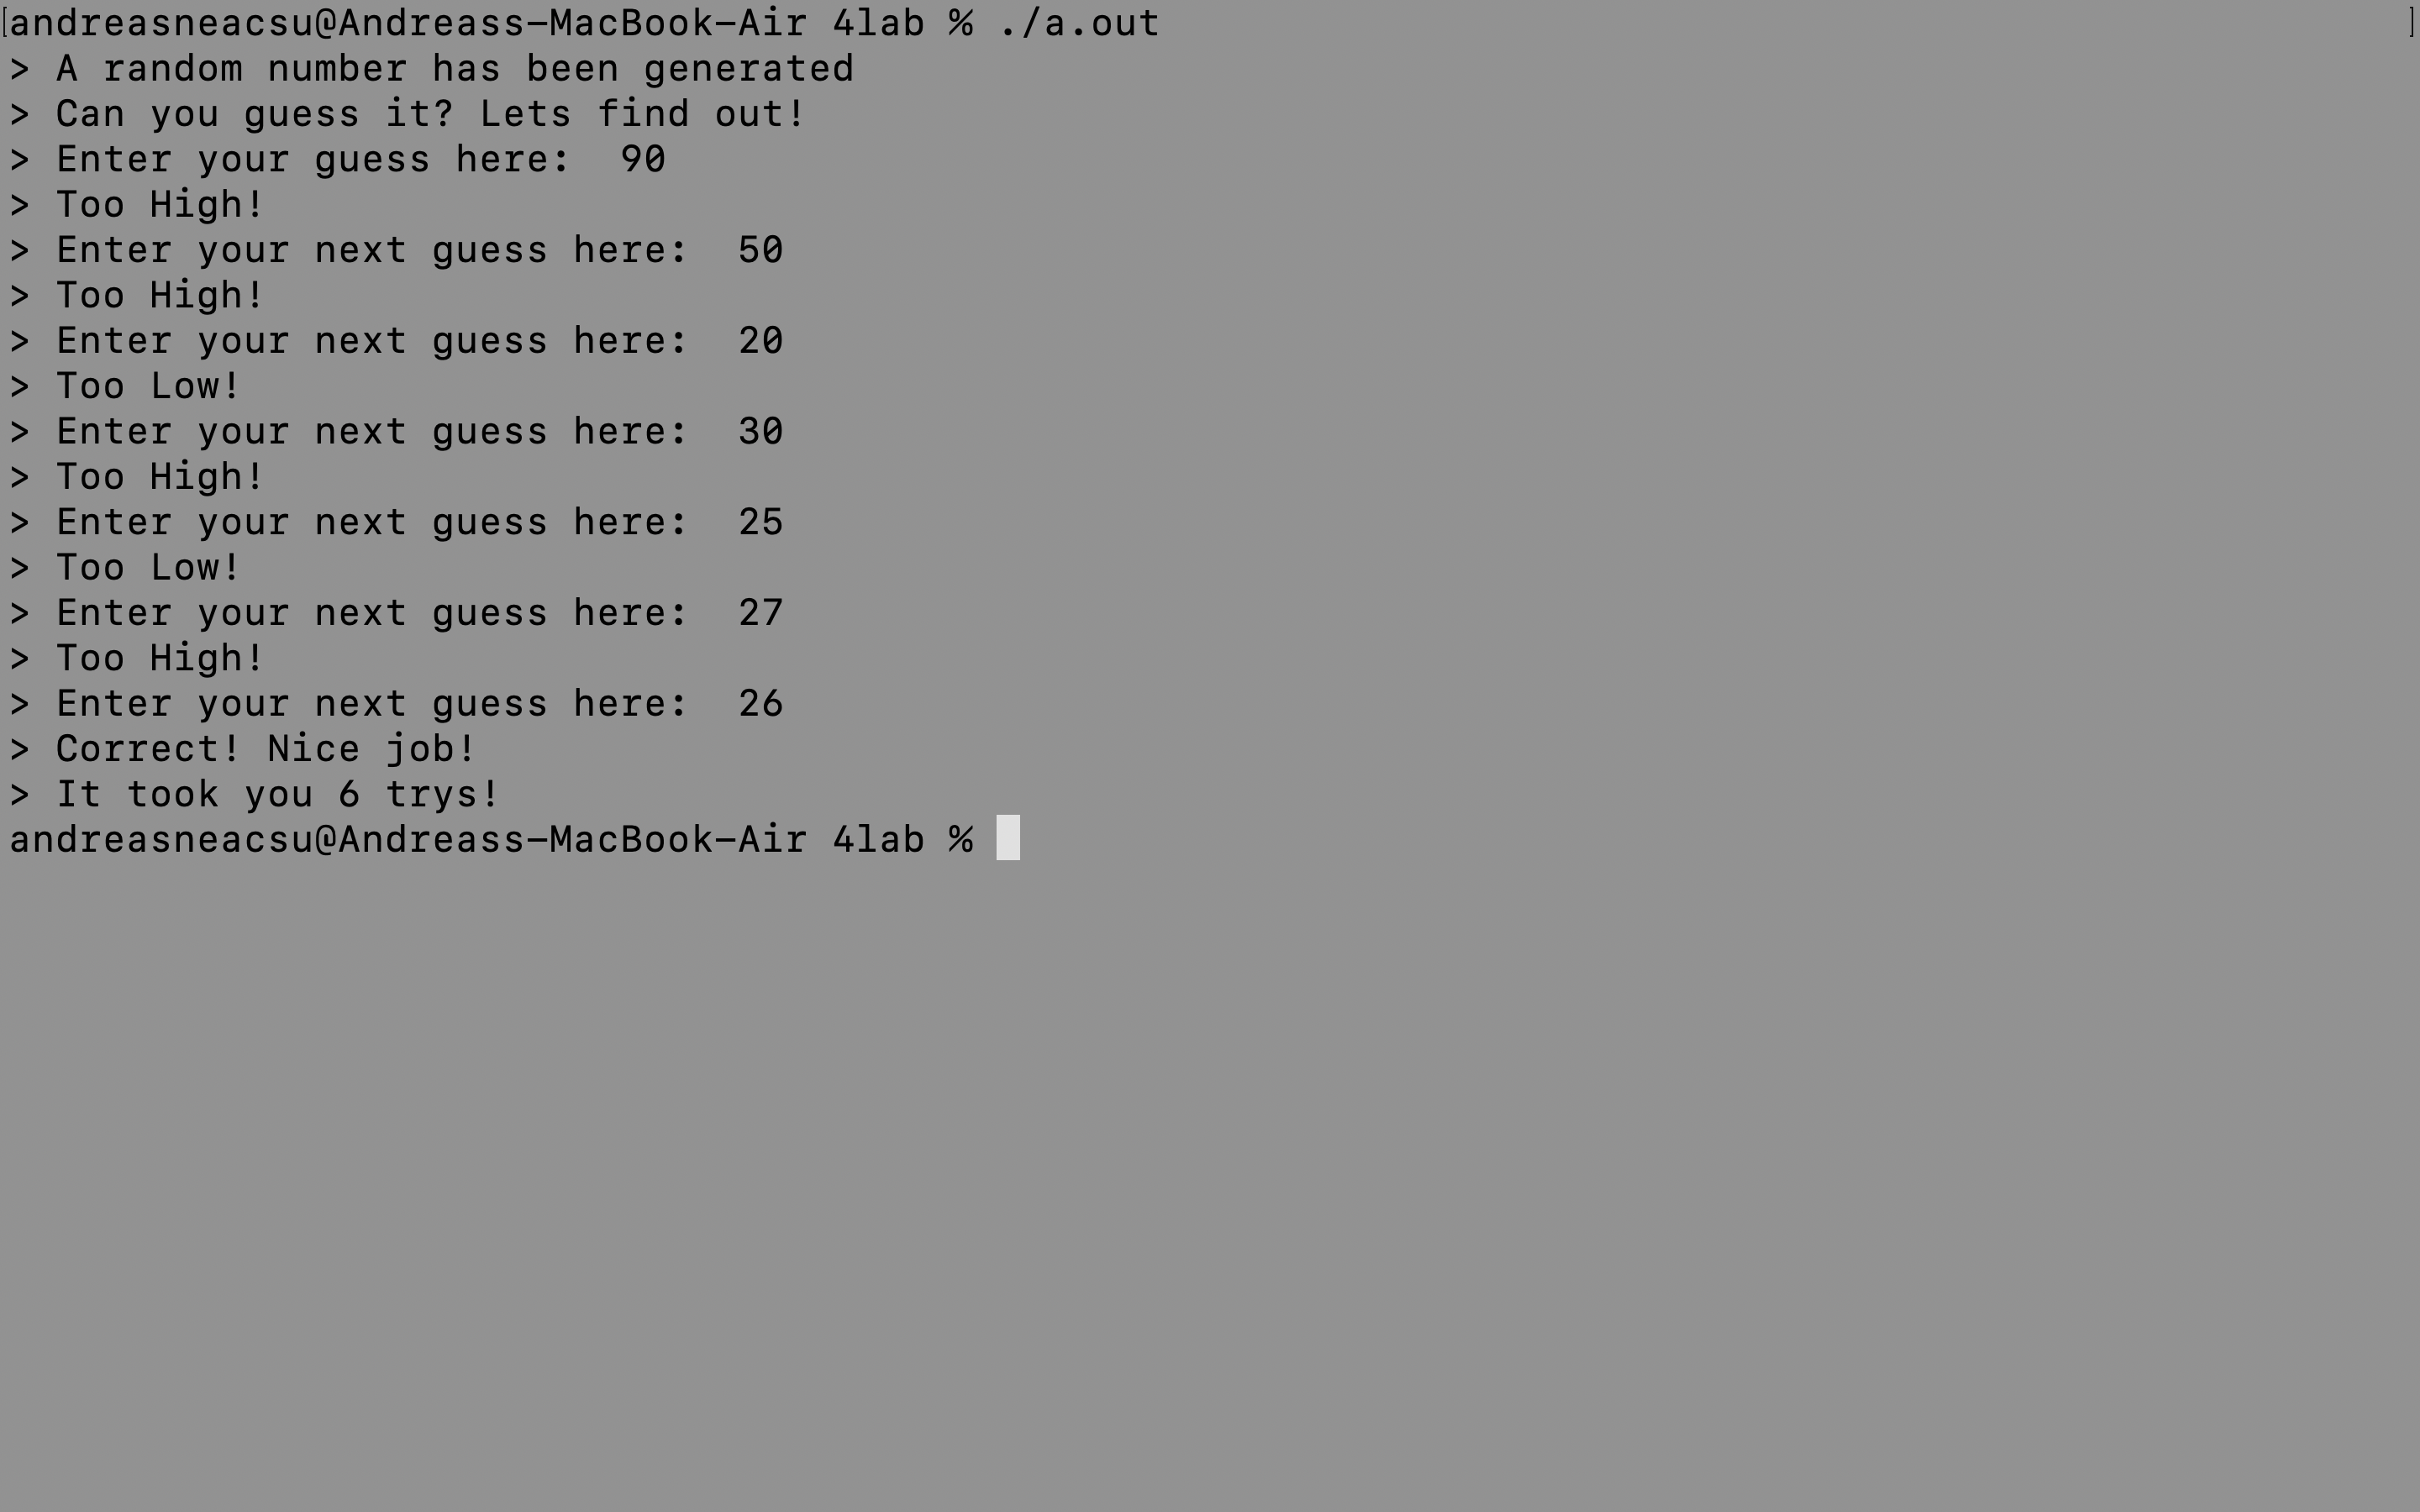 [andreasneacsu@Andreass-MacBook-Air 4lab % ./a.out ]
> A random number has been generated
> Can you guess it? Lets find out!
> Enter your guess here:  90
> Too High!
> Enter your next guess here:  50
> Too High!
> Enter your next guess here:  20
> Too Low!
> Enter your next guess here:  30
> Too High!
> Enter your next guess here:  25
> Too Low!
> Enter your next guess here:  27
> Too High!
> Enter your next guess here:  26
> Correct! Nice job!
> It took you 6 trys!
andreasneacsu@Andreass-MacBook-Air 4lab %